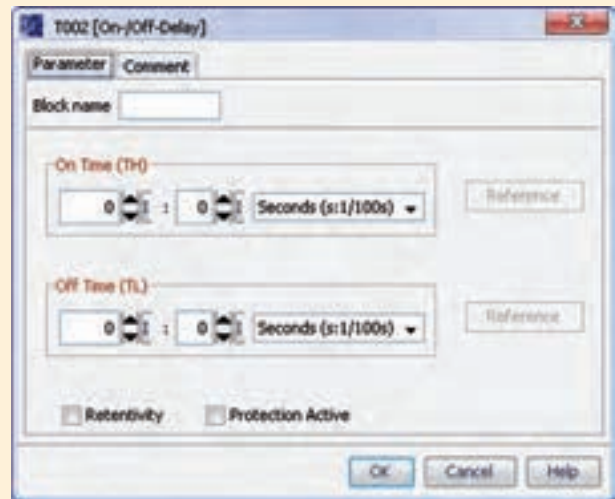 T002 [On-/Off-Delay]
Parameter Comment
Block name
On Time (TH)
0 : 0 Seconds (s:1/100s)
Reference
Off Time (TL)
0 : 0 Seconds (s:1/100s)
Reference
Retentivity Protection Active
OK Cancel Help